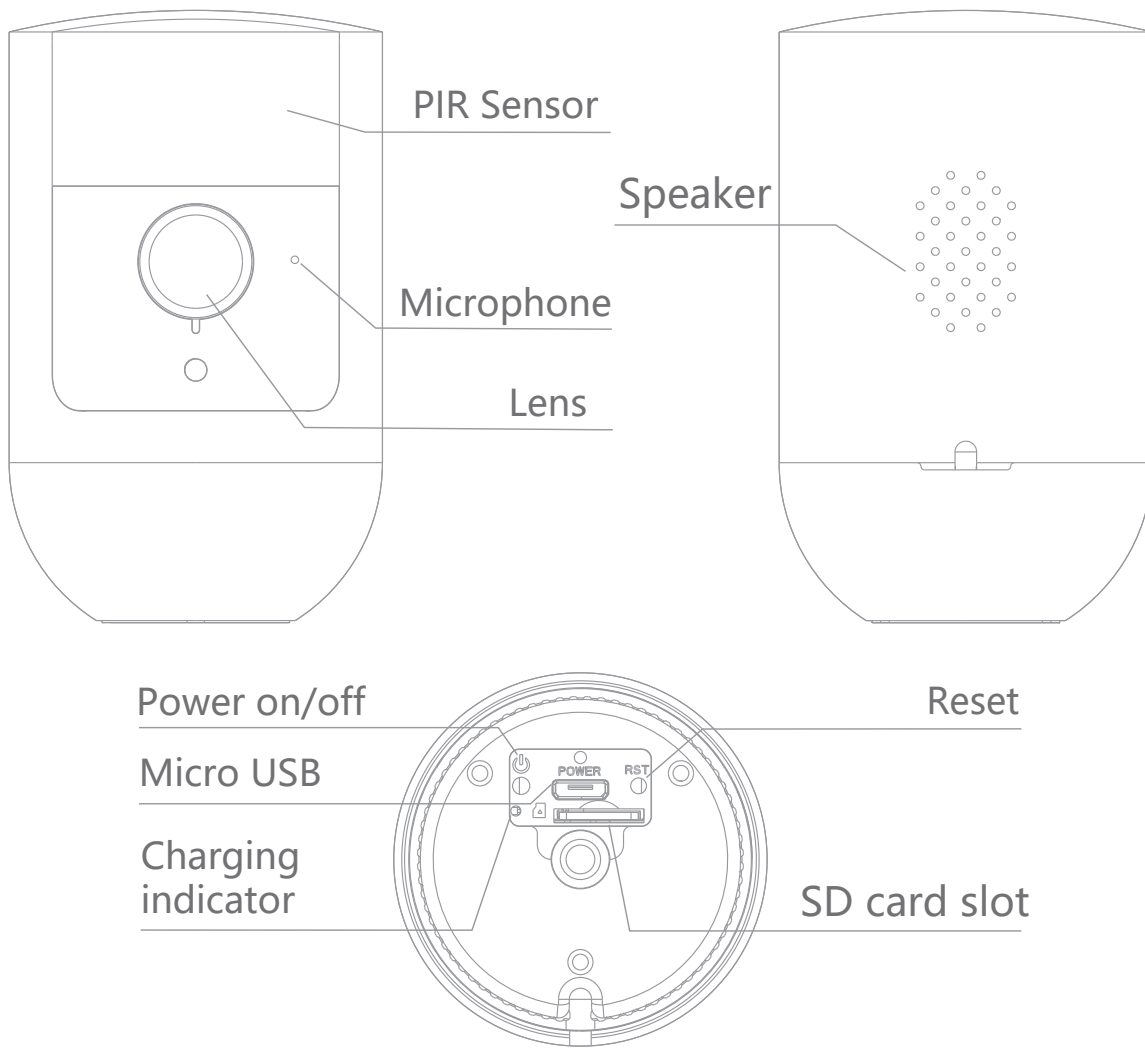 PIR Sensor
Speaker
Microphone
Lens
Power on/off
Reset
Micro USB
POWER
RST
Charging
indicator
SD card slot